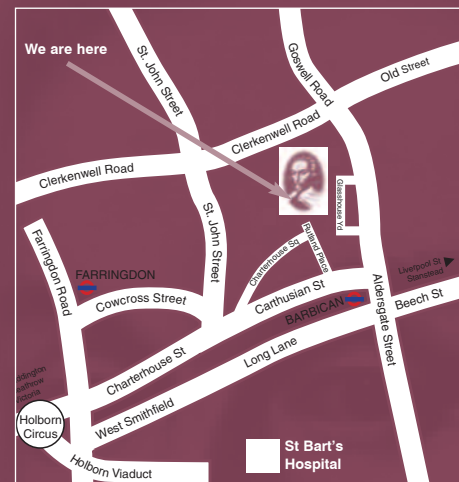 We are here
St. John Street
Goswell Road
Old Street
Clerkenwell Road
Clerkenwell Road
Glasshouse Yd
St. John Street
Rutland Place
Charterhouse Sq
Farringdon Road
FARRINGDON
Cowcross Street
Liverpool St
Stanstead
Carthusian St
BARBICAN
Aldersgate Street
Beech St
Long Lane
Charterhouse St
West Smithfield
Holborn
Circus
Holborn Viaduct
St Bart's
Hospital